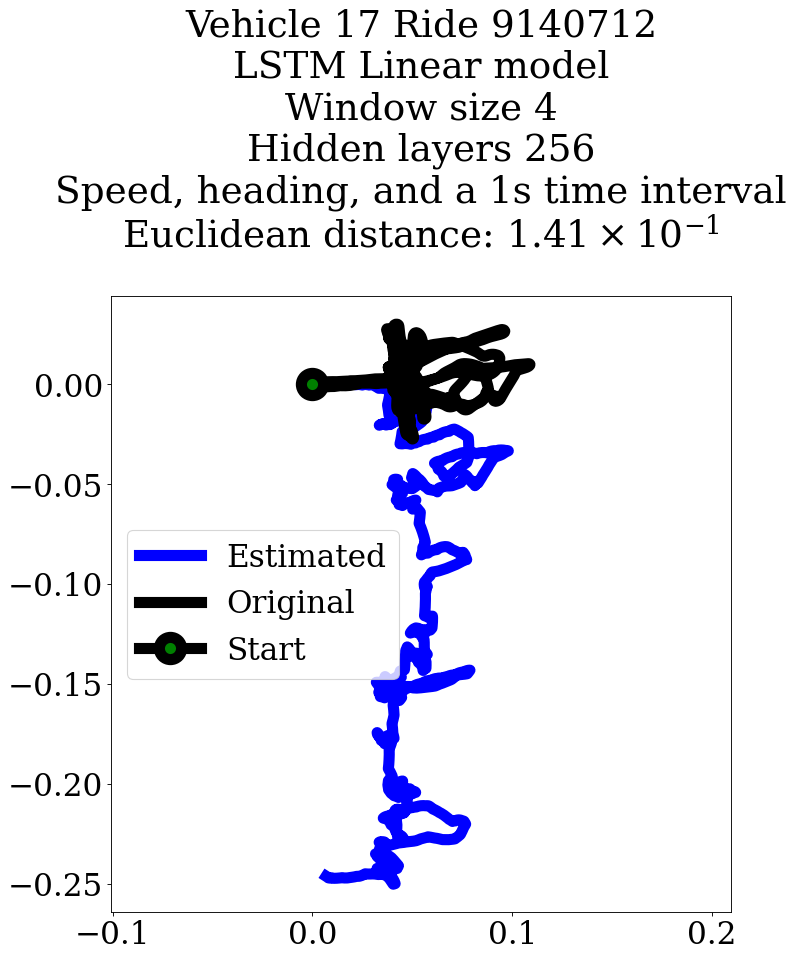 Vehicle 17 Ride 9140712
LSTM Linear model
Window size 4
Hidden layers 256
Speed, heading, and a 1s time interval
Euclidean distance: 1.41 × 10⁻¹
0.00
−0.05
−0.10
−0.15
−0.20
−0.25
Estimated
Original
Start
−0.1
0.0
0.1
0.2